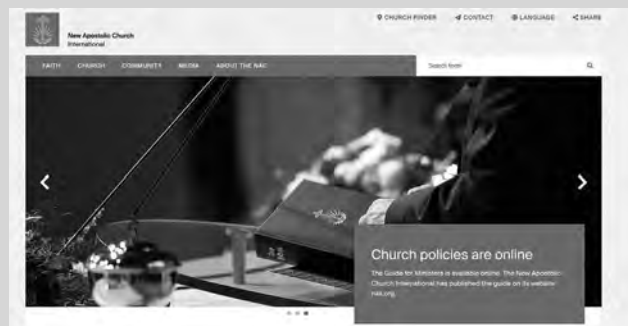 CHURCH FINDER CONTACT LANGUAGE SHARE
New Apostolic Church
International
FAITH CHURCH COMMUNITY MEDIA ABOUT THE NAC
Search term
Church policies are online
The Guide for Ministers is available online. The New Apostolic
Church International has published the guide on its website
nak.org.